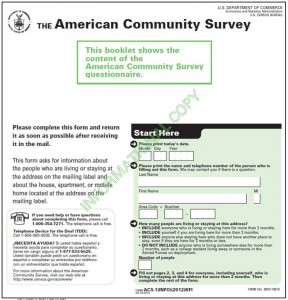 U.S. DEPARTMENT OF COMMERCE
Economics and Statistics Administration
U.S. CENSUS BUREAU
THE American Community Survey
This booklet shows the
content of the
American Community Survey
questionnaire.
Please complete this form and return
it as soon as possible after receiving
it in the mail.
This form asks for information about
the people who are living or staying at
the address on the mailing label and
about the house, apartment, or mobile
home located at the address on the
mailing label.
If you need help or have questions
about completing this form, please call
1-800-354-7271. The telephone call is free.
Telephone Device for the Deaf (TDD):
Call 1-800-582-8330. The telephone call is free.
¿NECESITA AYUDA? Si usted habla español y
necesita ayuda para completar su cuestionario,
llame sin cargo alguno al 1-877-833-5625.
Usted también puede pedir un cuestionario en
español o completar su entrevista por teléfono
con un entrevistador que habla español.
For more information about the American
Community Survey, visit our web site at:
http://www.census.gov/acs/www/
Start Here
Please print today's date.
Month Day Year
Please print the name and telephone number of the person who is
filling out this form. We may contact you if there is a question.
Last Name
First Name MI
Area Code + Number
How many people are living or staying at this address?
INCLUDE everyone who is living or staying here for more than 2 months.
INCLUDE yourself if you are living here for more than 2 months.
INCLUDE anyone else staying here who does not have another place to
stay, even if they are here for 2 months or less.
DO NOT INCLUDE anyone who is living somewhere else for more than
2 months, such as a college student living away or someone in the
Armed Forces on deployment.
Number of people
Fill out pages 2, 3, and 4 for everyone, including yourself, who is
living or staying at this address for more than 2 months. Then
complete the rest of the form.
FORM ACS-1(INFO)(2012)KFI
OMB No. 0607-0810
INFORMATIONAL COPY